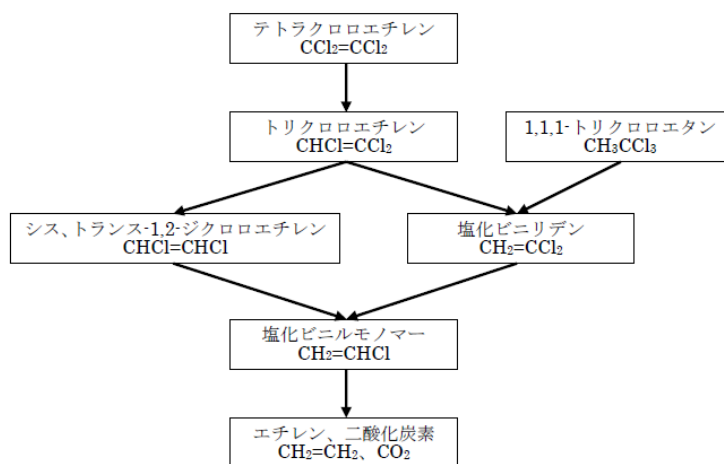 テトラクロロエチレン
CCl₂=CCl₂
トリクロロエチレン
CHCl=CCl₂
1,1,1-トリクロロエタン
CH₃CCl₃
シス、トランス-1,2-ジクロロエチレン
CHCl=CHCl
塩化ビニリデン
CH₂=CCl₂
塩化ビニルモノマー
CH₂=CHCl
エチレン、二酸化炭素
CH₂=CH₂、CO₂